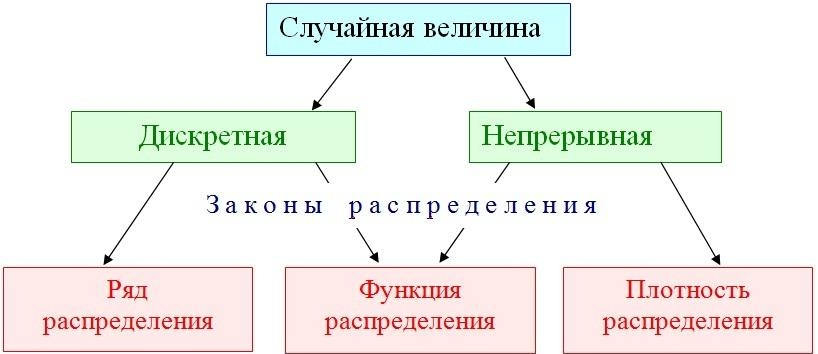 Случайная величина
Дискретная
Непрерывная
Законы распределения
Ряд
распределения
Функция
распределения
Плотность
распределения